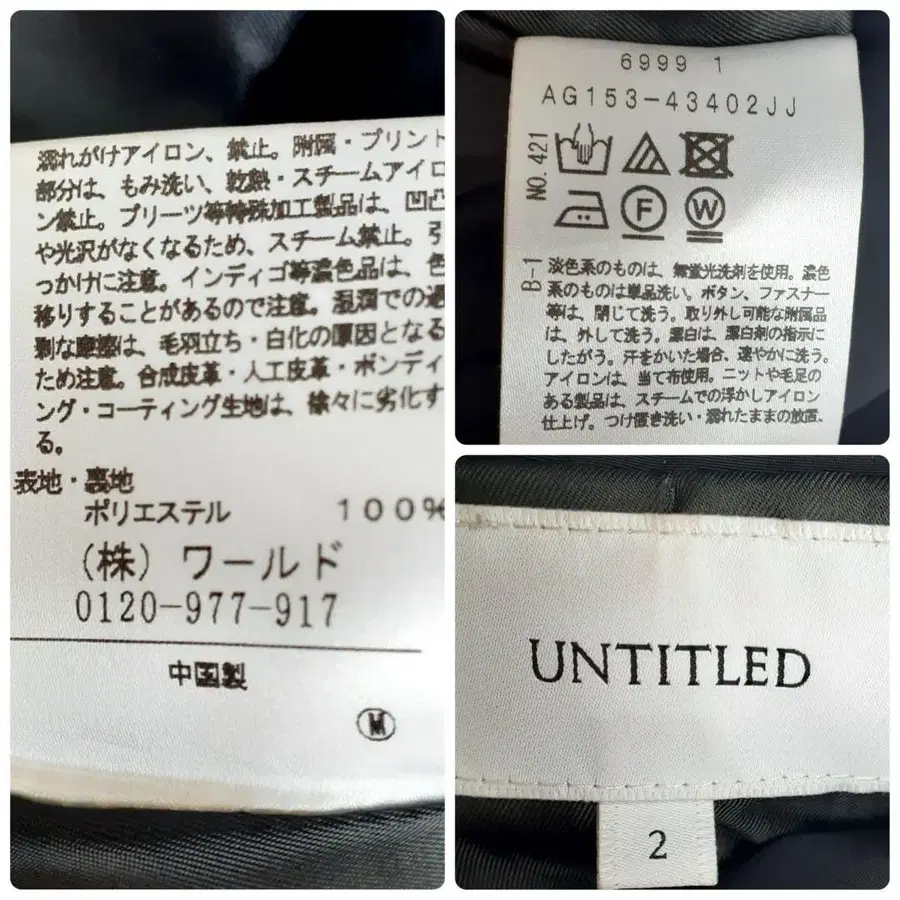 濡れがけアイロン、禁止。附属・プリント
部分は、もみ洗い、乾熱・スチームアイロ
ン禁止。プリーツ等特殊加工製品は、凹凸
や光沢がなくなるため、スチーム禁止。引
っかけに注意。インディゴ等濃色品は、色
移りすることがあるので注意。湿潤での過
剰な摩擦は、毛羽立ち・白化の原因となる
ため注意。合成皮革・人工皮革・ボンディ
ング・コーティング生地は、徐々に劣化す
る。
表地・裏地
ポリエステル 100%
(株) ワールド
0120-977-917
中国製
M
6999 1
AG153-43402JJ
NO.421
F
W
B-1
淡色系のものは、無蛍光洗剤を使用。濃色
系のものは単品洗い。ボタン、ファスナー
等は、閉じて洗う。取り外し可能な附属品
は、外して洗う。漂白は、漂白剤の指示に
したがう。汗をかいた場合、速やかに洗う。
アイロンは、当て布使用。ニットや毛足の
ある製品は、スチームでの浮かしアイロン
仕上げ。つけ置き洗い・濡れたままの放置、
UNTITLED
2